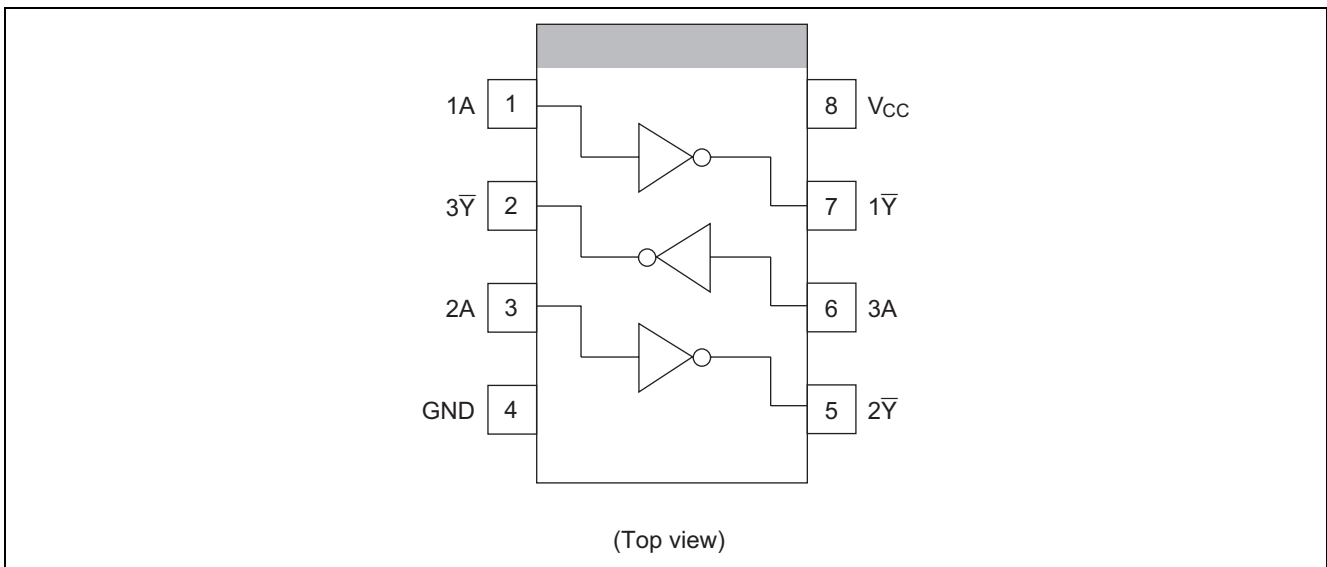 1A 1 8 VCC
3Y̅ 2 7 1Y̅
2A 3 6 3A
GND 4 5 2Y̅
(Top view)